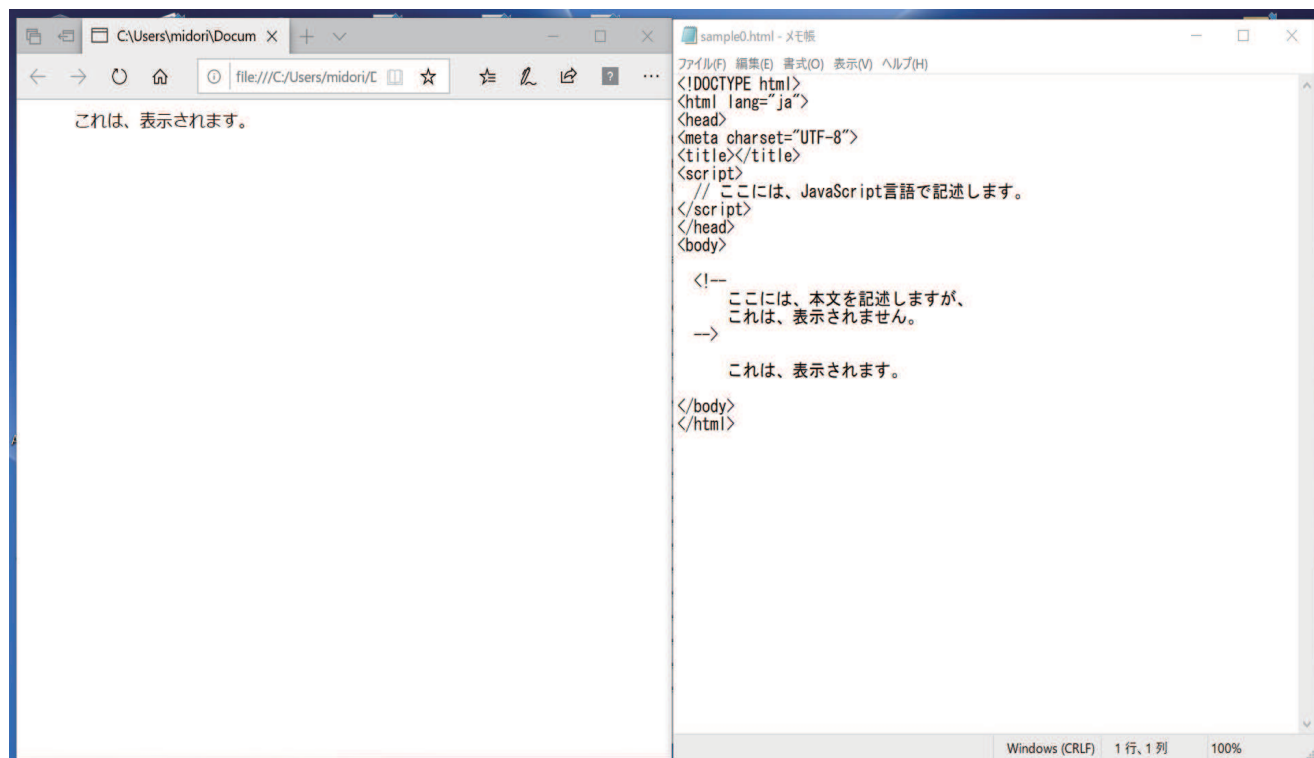 C:\Users\midori\Docum
file:///C:/Users/midori/D
これは、表示されます。
sample0.html - メモ帳
ファイル(F) 編集(E) 書式(O) 表示(V) ヘルプ(H)
<!DOCTYPE html>
<html lang="ja">
<head>
<meta charset="UTF-8">
<title></title>
<script>
// ここには、JavaScript言語で記述します。
</script>
</head>
<body>
<!--
ここには、本文を記述しますが、
これは、表示されません。
-->
これは、表示されます。
</body>
</html>
Windows (CRLF) 1 行、1 列 100%